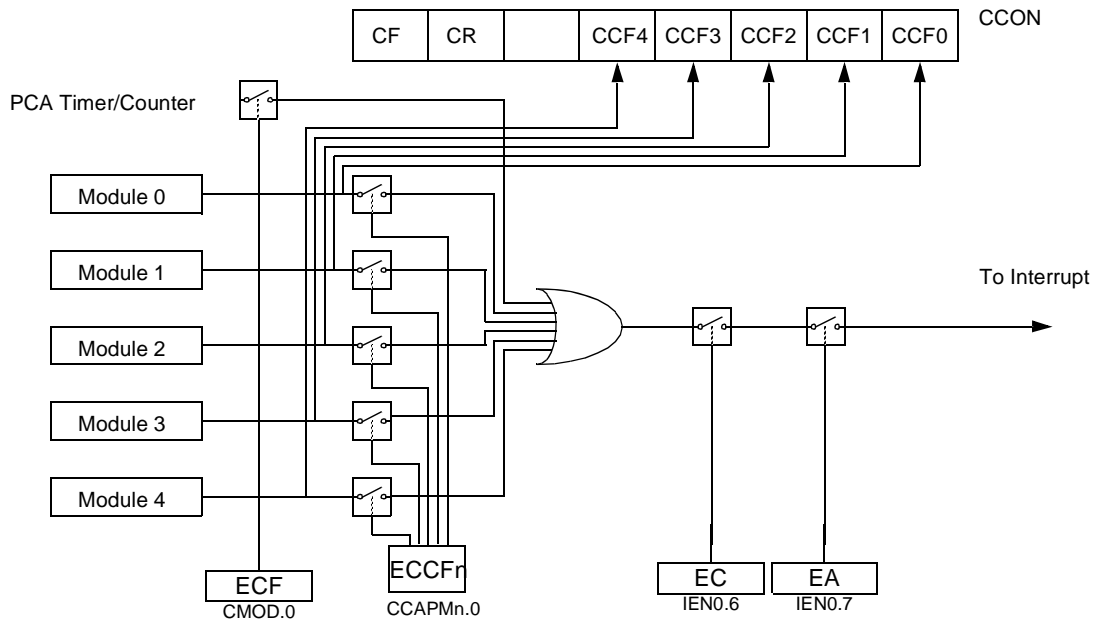 CCON
CF CR CCF4 CCF3 CCF2 CCF1 CCF0
PCA Timer/Counter
Module 0
Module 1
To Interrupt
Module 2
Module 3
Module 4
ECF
CMOD.0
ECCFn
CCAPMn.0
EC
IEN0.6
EA
IEN0.7